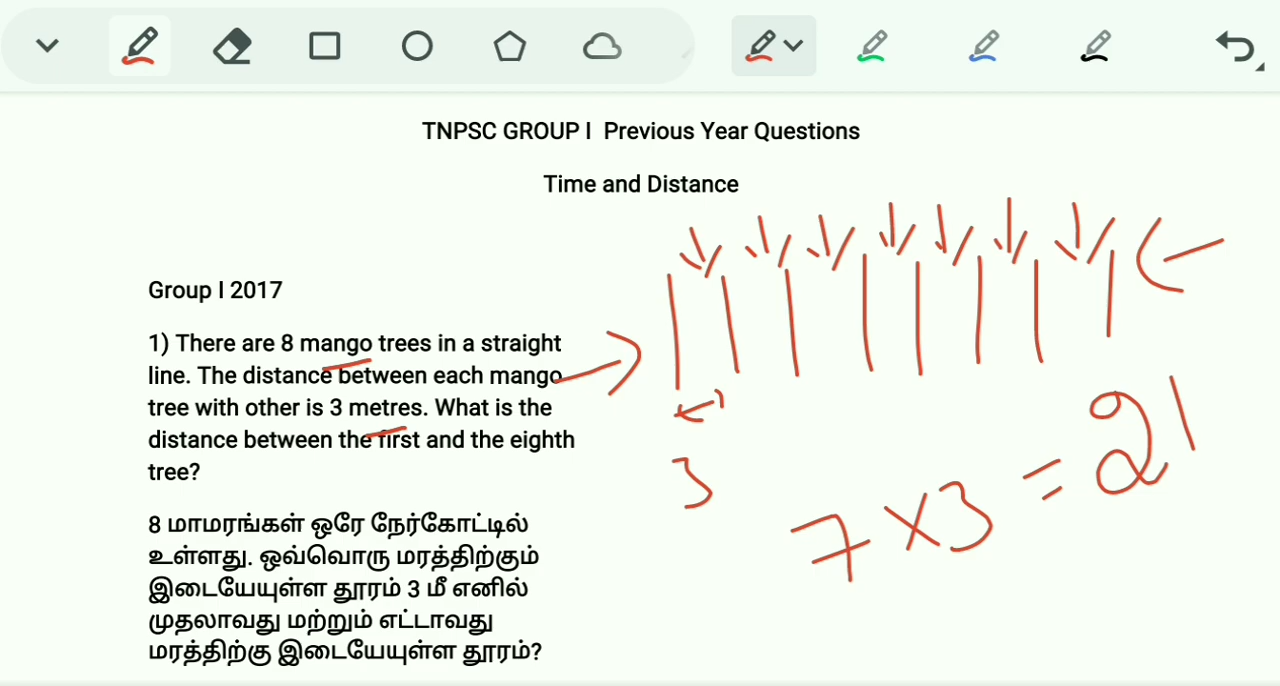 TNPSC GROUP I Previous Year Questions
Time and Distance
Group I 2017
1) There are 8 mango trees in a straight
line. The distance between each mango
tree with other is 3 metres. What is the
distance between the first and the eighth
tree?
8 மாமரங்கள் ஒரே நேர்கோட்டில்
உள்ளது. ஒவ்வொரு மரத்திற்கும்
இடையேயுள்ள தூரம் 3 மீ எனில்
முதலாவது மற்றும் எட்டாவது
மரத்திற்கு இடையேயுள்ள தூரம்?
3
7 × 3 = 21